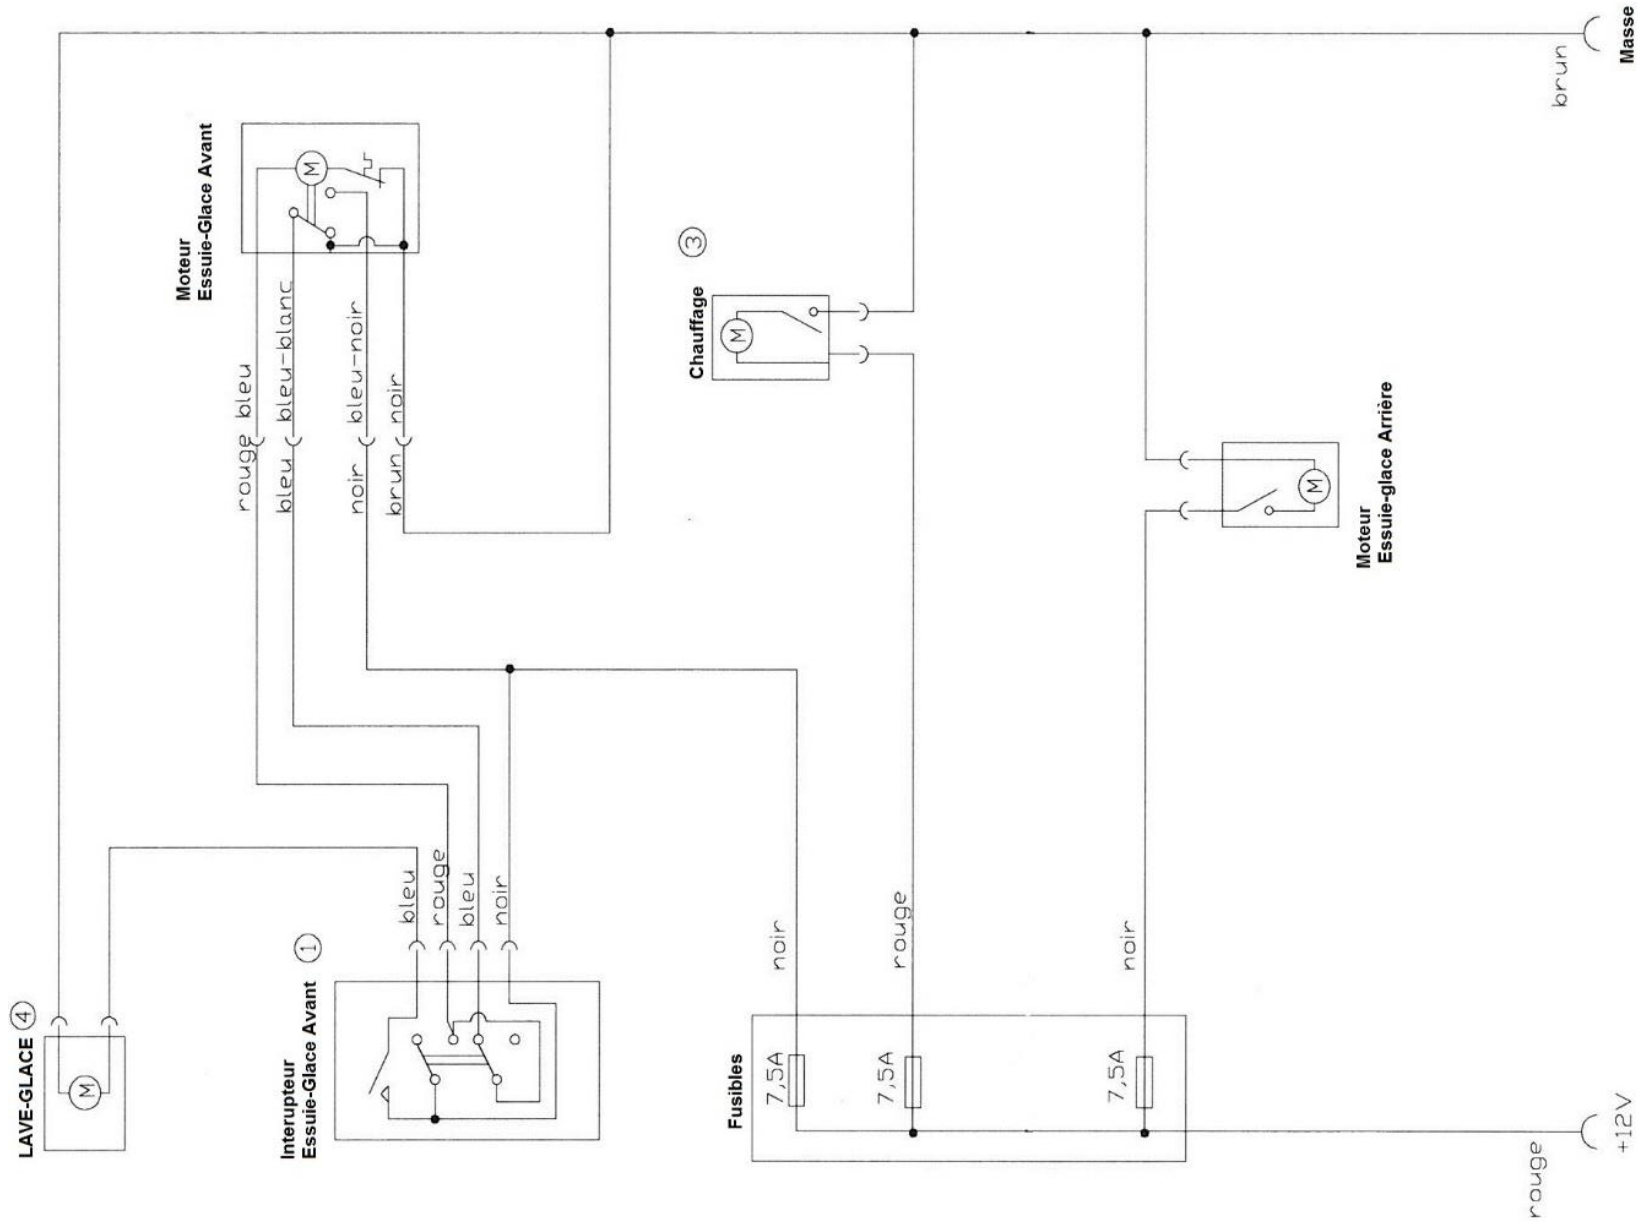 LAVE-GLACE 4
Interupteur
Essuie-Glace Avant 1
bleu
rouge
bleu
noir
Moteur
Essuie-Glace Avant
M
rouge bleu
bleu bleu-blanc
noir bleu-noir
brun noir
M
Chauffage 3
M
Moteur
Essuie-glace Arrière
M
Fusibles
7,5A
7,5A
7,5A
noir
rouge
noir
rouge
+12V
brun
Masse